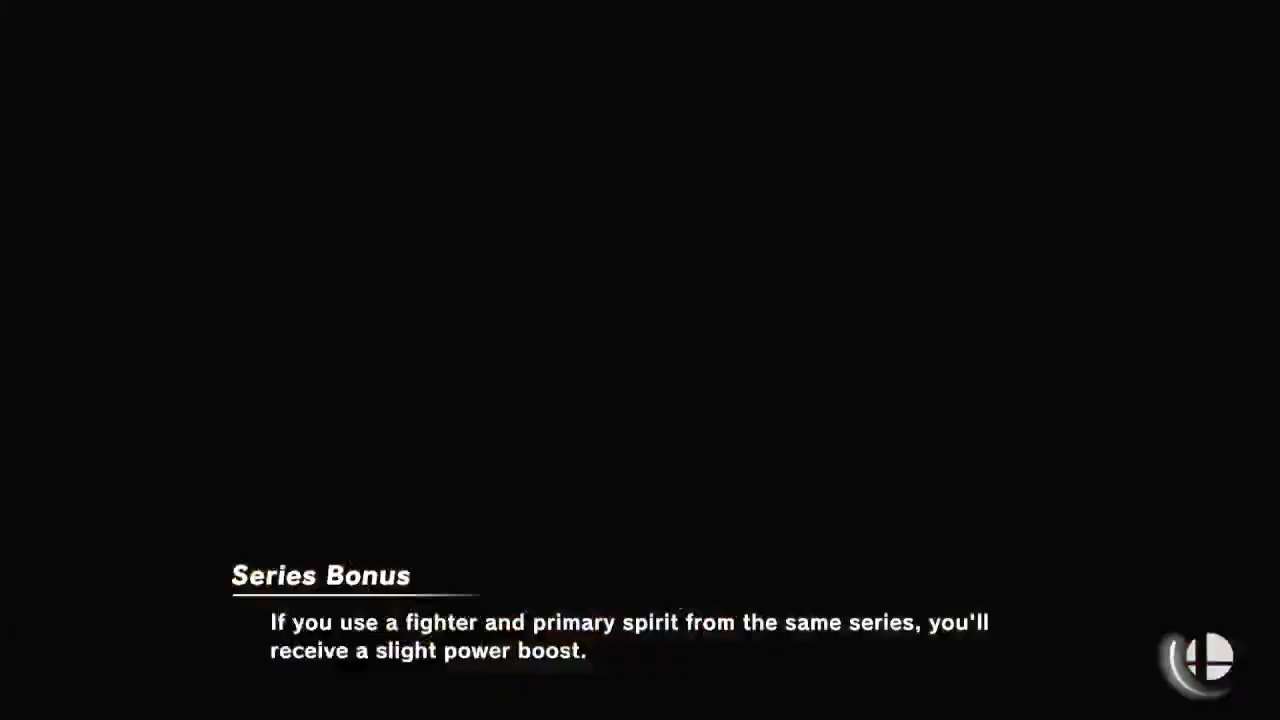 Series Bonus
If you use a fighter and primary spirit from the same series, you'll
receive a slight power boost.